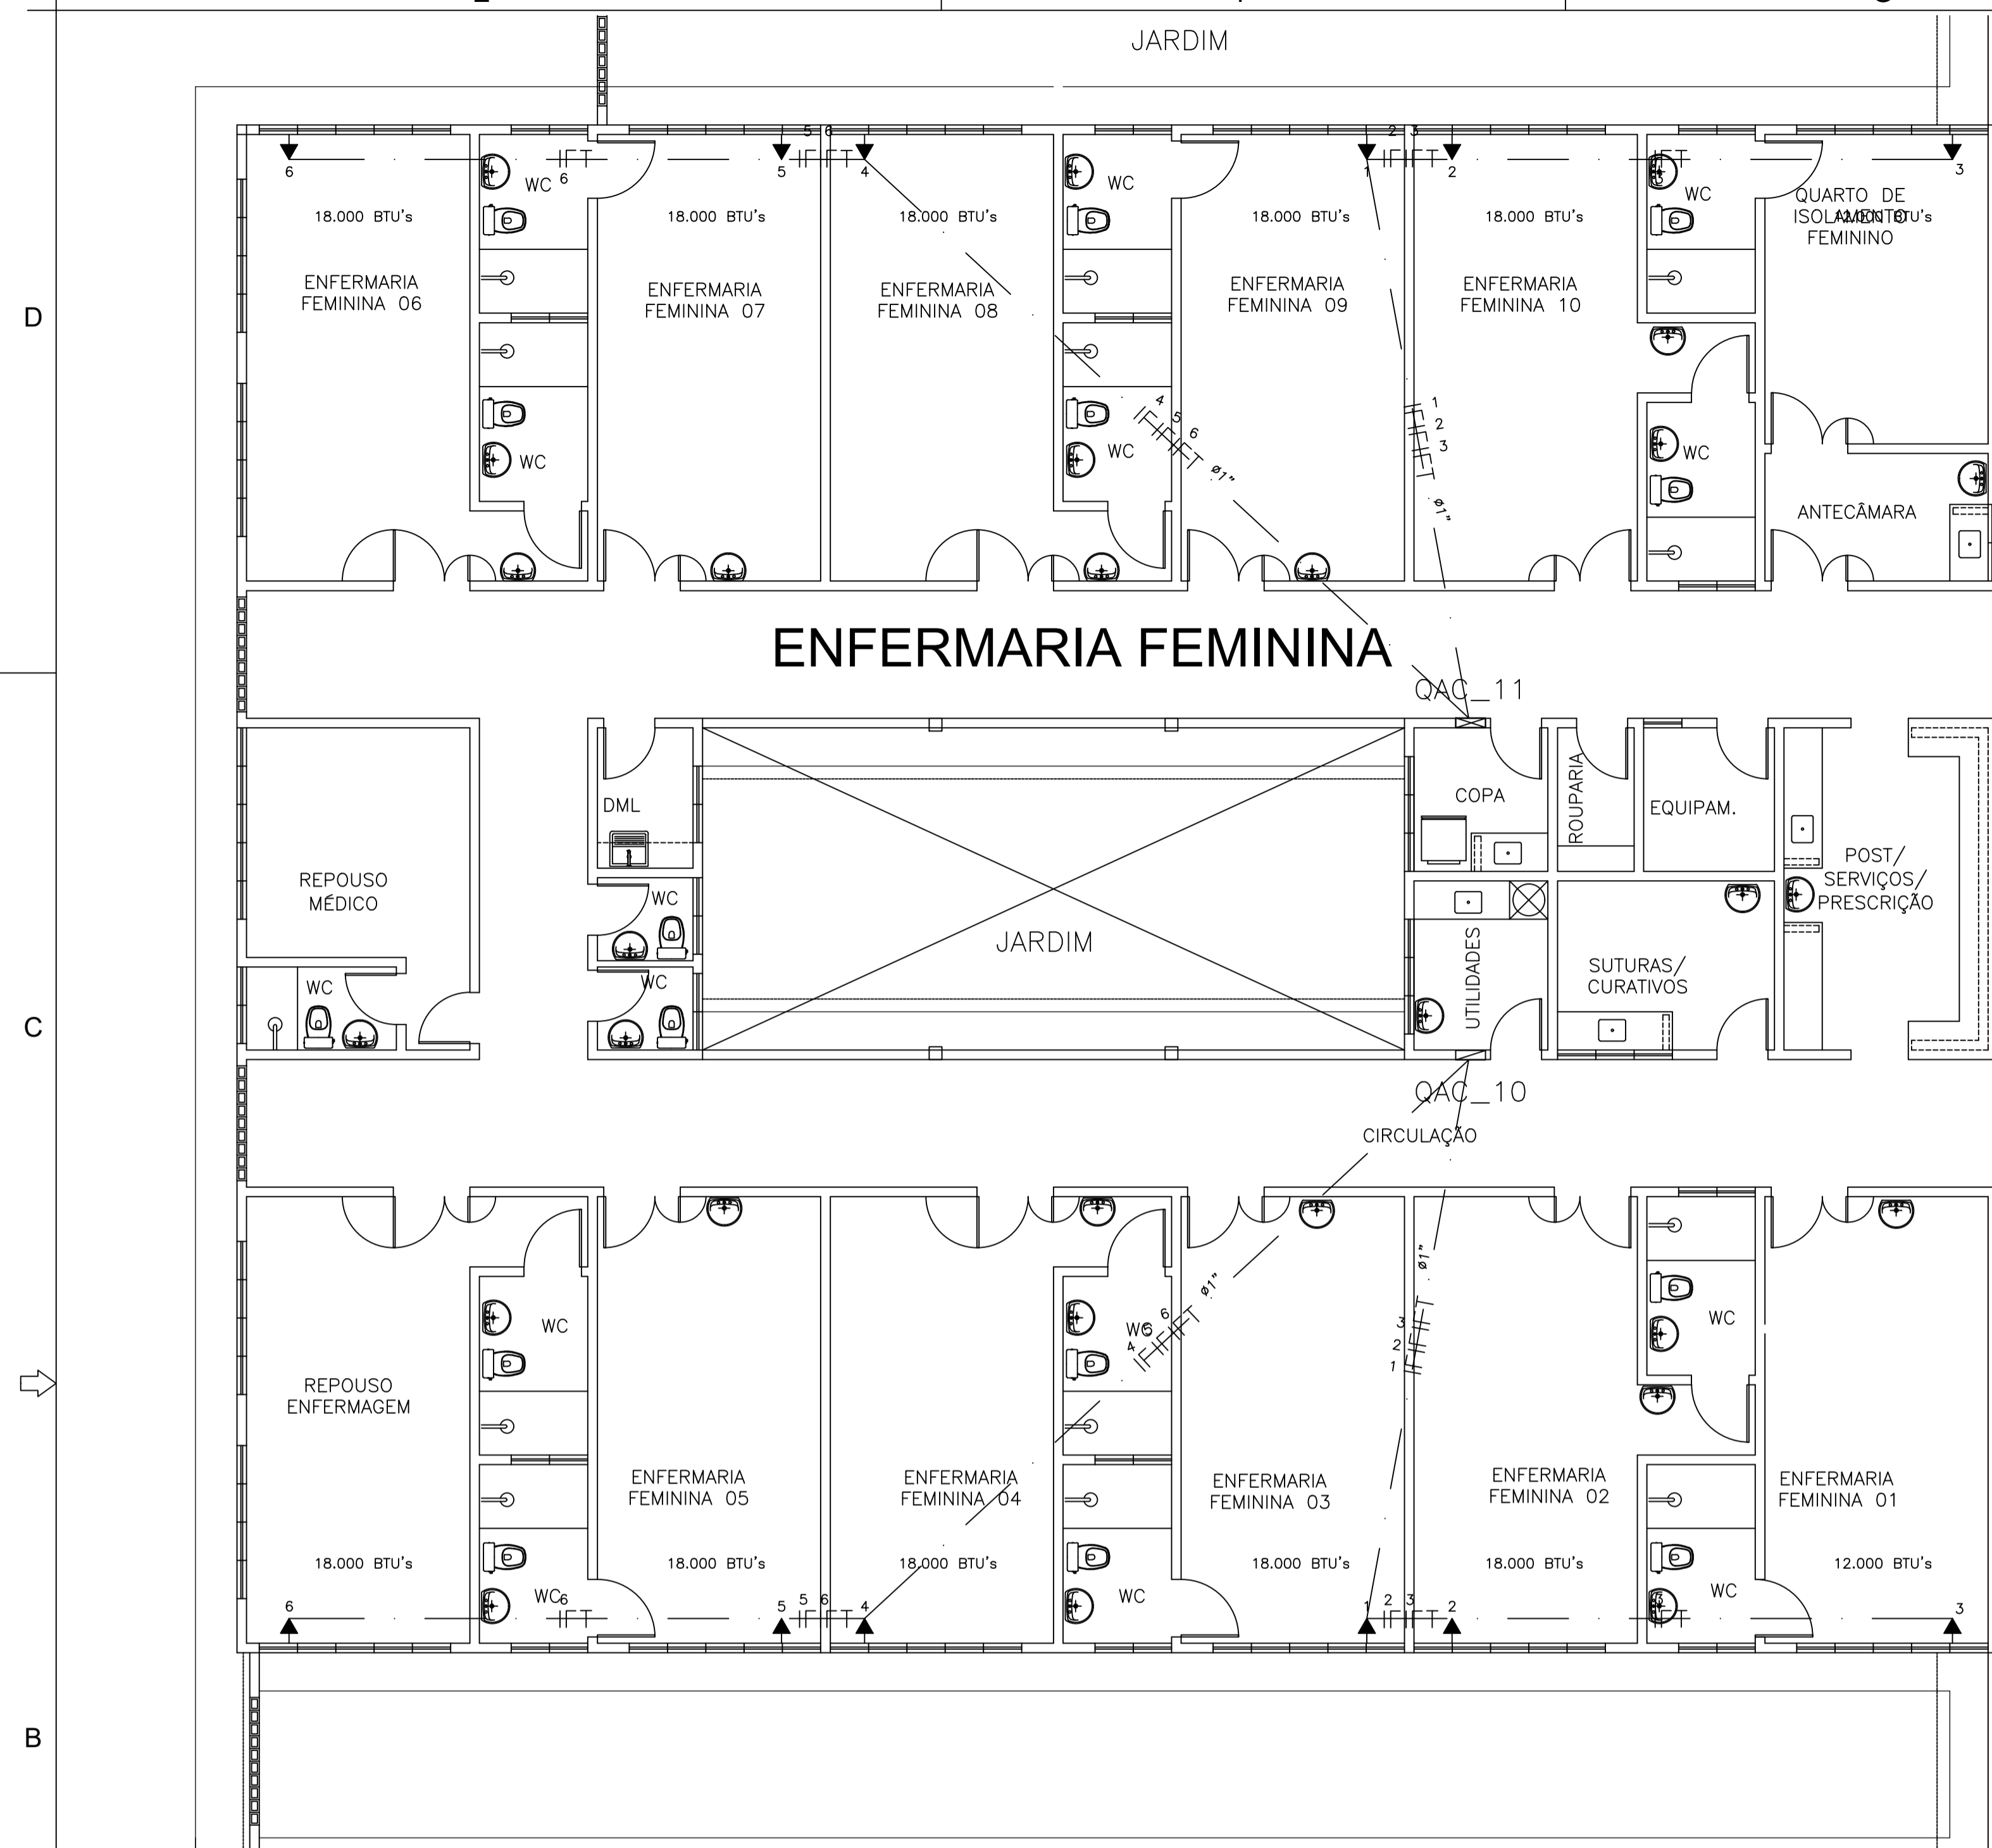 JARDIM
D
C
B
5 6
2 3
6
6
5
4
1
2
3
3
WC
WC
WC
18.000 BTU's
18.000 BTU's
18.000 BTU's
18.000 BTU's
18.000 BTU's
QUARTO DE
ISOLAMENTO
FEMININO
12.000 BTU's
ENFERMARIA
FEMININA 06
ENFERMARIA
FEMININA 07
ENFERMARIA
FEMININA 08
ENFERMARIA
FEMININA 09
ENFERMARIA
FEMININA 10
4
5
6
ø1"
1
2
3
ø1"
WC
WC
WC
ANTECÂMARA
ENFERMARIA FEMININA
QAC_11
DML
COPA
ROUPARIA
EQUIPAM.
POST/
SERVIÇOS/
PRESCRIÇÃO
REPOUSO
MÉDICO
WC
WC
WC
JARDIM
UTILIDADES
SUTURAS/
CURATIVOS
QAC_10
CIRCULAÇÃO
ø1"
ø1"
4
5
6
3
2
1
WC
WC
WC
REPOUSO
ENFERMAGEM
ENFERMARIA
FEMININA 05
ENFERMARIA
FEMININA 04
ENFERMARIA
FEMININA 03
ENFERMARIA
FEMININA 02
ENFERMARIA
FEMININA 01
18.000 BTU's
18.000 BTU's
18.000 BTU's
18.000 BTU's
18.000 BTU's
12.000 BTU's
WC
WC
WC
6
6
5
5 6
4
1
2 3
2
3
3